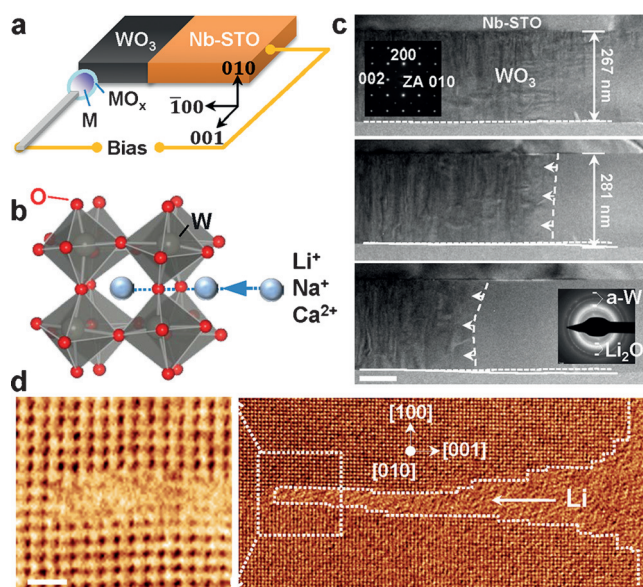 a
WO3
Nb-STO
MOx
M
010
1̄00
001
Bias
b
O
W
Li+
Na+
Ca2+
c
Nb-STO
200
002
ZA 010
WO3
267 nm
281 nm
a-W
Li2O
d
[100]
[001]
[010]
Li